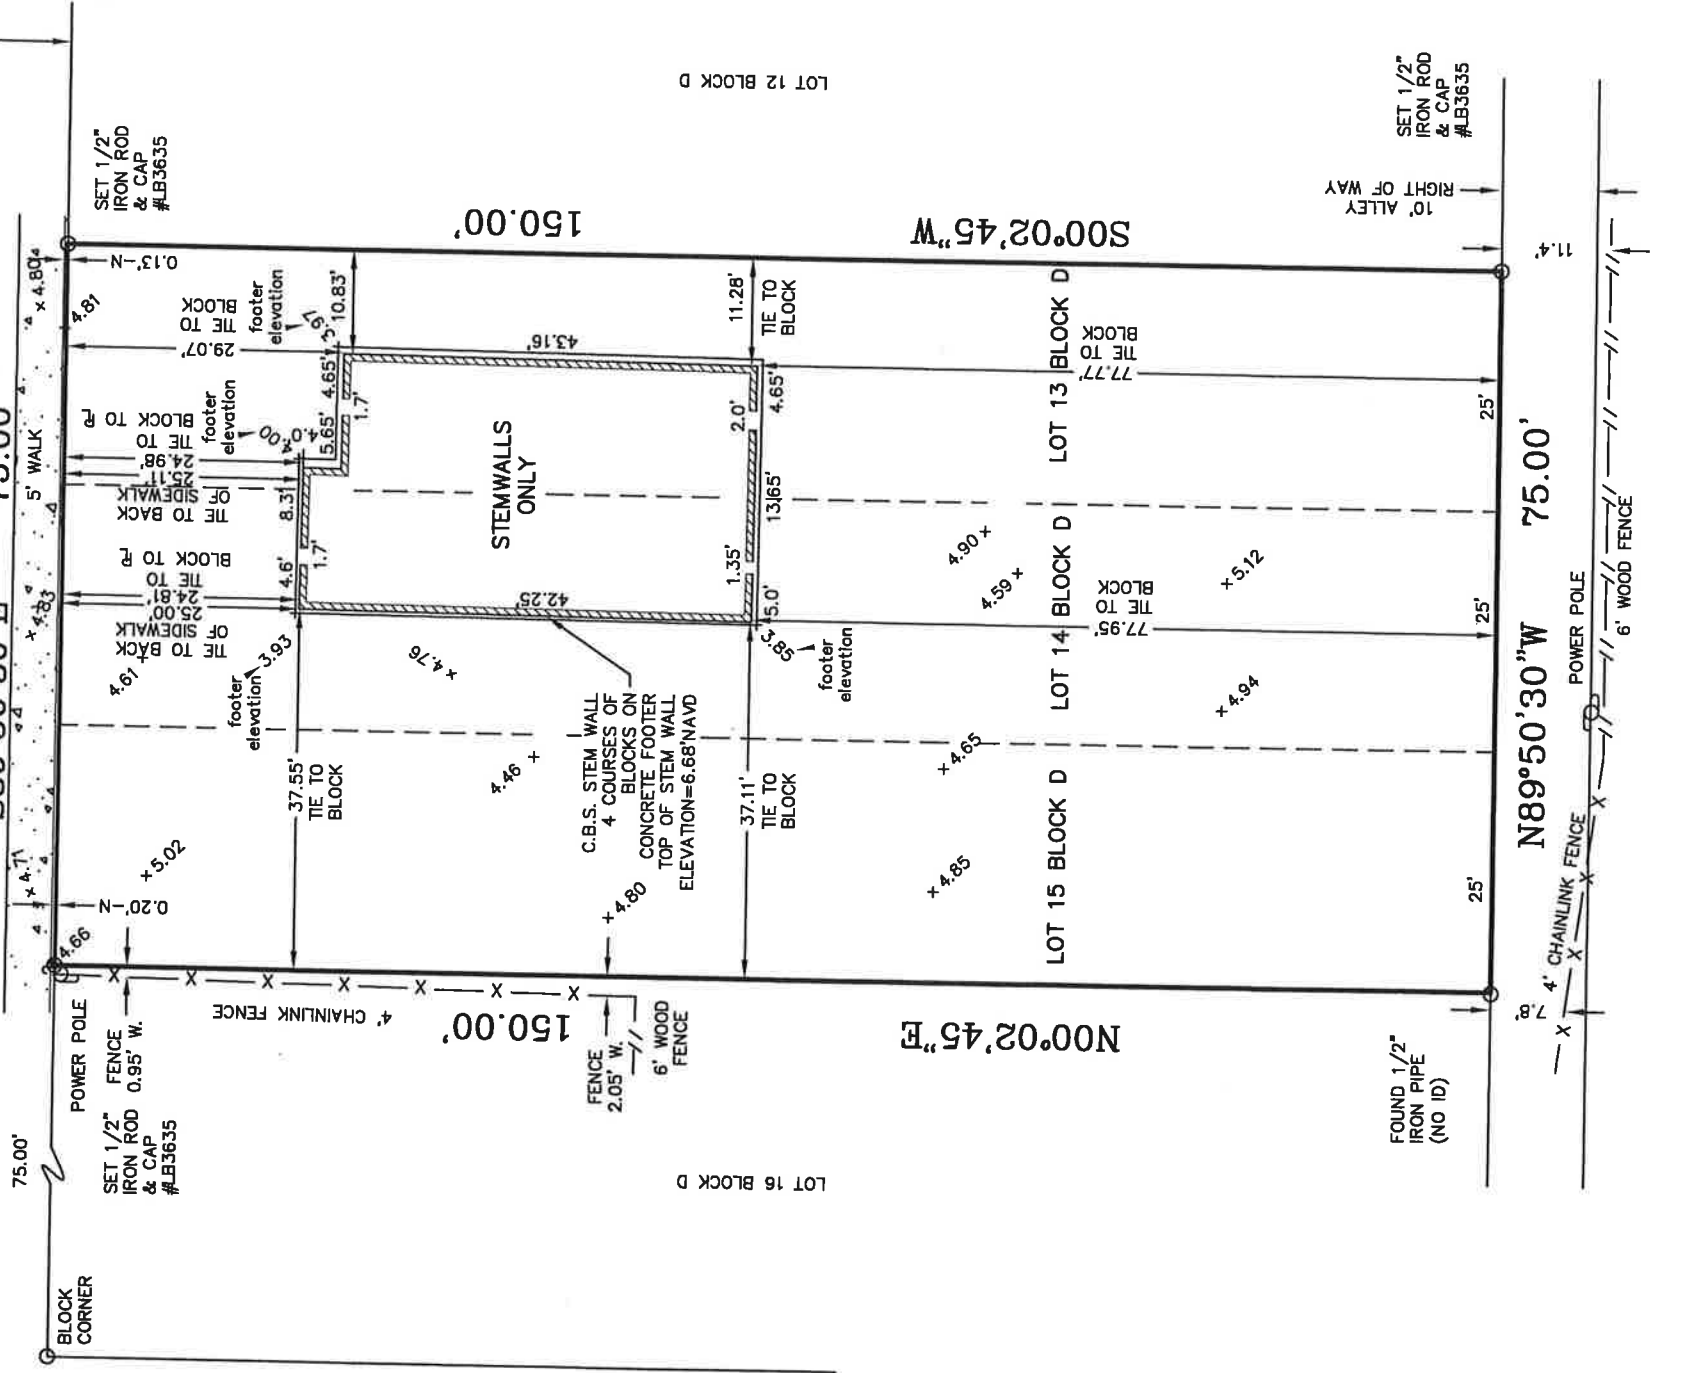 75.00'
5' WALK
× 4.80
4.81
× 4.83
× 4.71
4.66
0.13'–N
0.20'–N
SET 1/2"
IRON ROD
& CAP
#LB3635
LOT 12 BLOCK D
SET 1/2"
IRON ROD
& CAP
#LB3635
10' ALLEY
RIGHT OF WAY
11.4'
150.00'
S00°02'45"W
29.07'
TIE TO
BLOCK
footer
elevation
3.97
10.83'
24.98'
TIE TO
BLOCK TO ℄
footer
elevation
4.00
25.11'
TIE TO BACK
OF SIDEWALK
24.81'
TIE TO
BLOCK TO ℄
25.00'
TIE TO BACK
OF SIDEWALK
4.65'
1.7'
5.65'
4.0'
8.31'
1.7'
4.6'
43.16'
42.25'
STEMWALLS
ONLY
11.28'
TIE TO
BLOCK
4.65'
2.0'
13.65'
1.35'
5.0'
77.77'
TIE TO
BLOCK
77.95'
TIE TO
BLOCK
3.85
footer
elevation
3.93
footer
elevation
4.61
4.76
4.46
5.02
4.80
4.90
4.59
4.65
4.85
5.12
4.94
37.55'
TIE TO
BLOCK
37.11'
TIE TO
BLOCK
C.B.S. STEM WALL
4 COURSES OF
BLOCKS ON
CONCRETE FOOTER
TOP OF STEM WALL
ELEVATION=6.68'NAVD
LOT 13 BLOCK D
LOT 14 BLOCK D
LOT 15 BLOCK D
25'
25'
25'
N89°50'30"W 75.00'
POWER POLE
6' WOOD FENCE
4' CHAINLINK FENCE
7.8'
150.00'
N00°02'45"E
4' CHAINLINK FENCE
POWER POLE
FENCE
0.95' W.
SET 1/2"
IRON ROD
& CAP
#LB3635
FENCE
2.05' W.
6' WOOD
FENCE
FOUND 1/2"
IRON PIPE
(NO ID)
LOT 16 BLOCK D
75.00'
BLOCK
CORNER